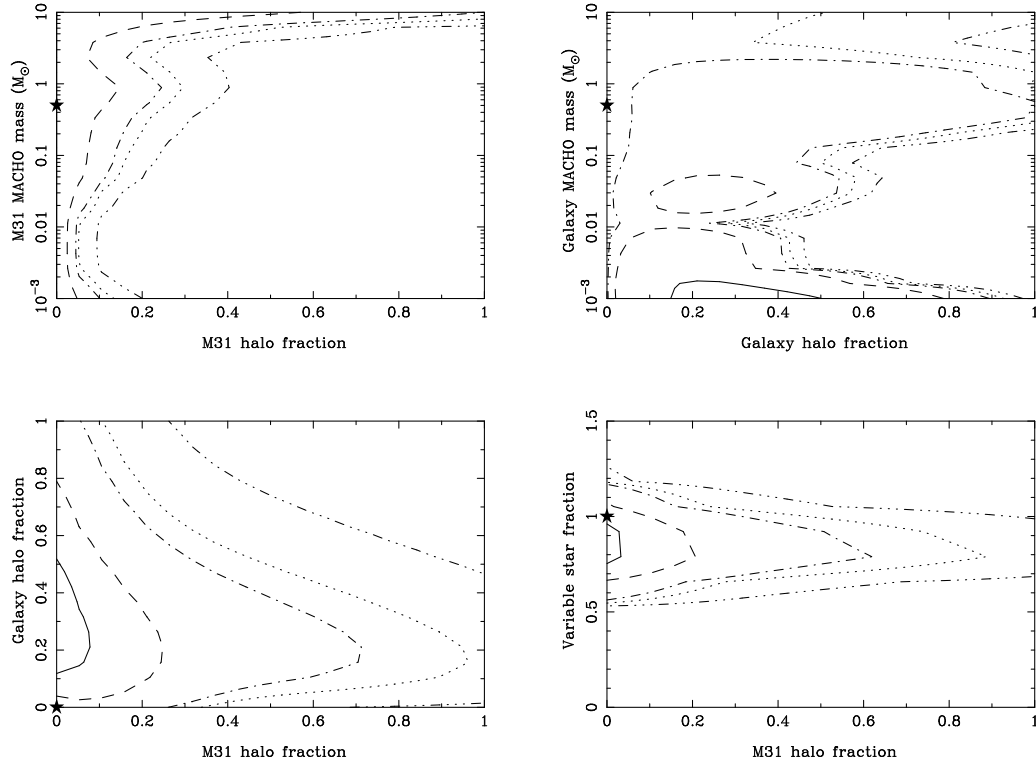 M31 MACHO mass (M⊙)
10
1
0.1
0.01
10⁻³
0 0.2 0.4 0.6 0.8 1
M31 halo fraction
Galaxy MACHO mass (M⊙)
10
1
0.1
0.01
10⁻³
0 0.2 0.4 0.6 0.8 1
Galaxy halo fraction
Galaxy halo fraction
1
0.8
0.6
0.4
0.2
0
0 0.2 0.4 0.6 0.8 1
M31 halo fraction
Variable star fraction
1.5
1
0.5
0
0 0.2 0.4 0.6 0.8 1
M31 halo fraction